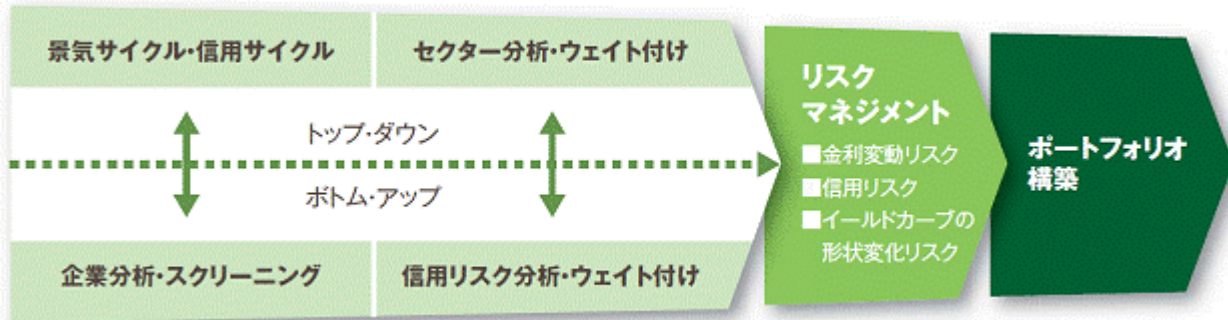 景気サイクル・信用サイクル
セクター分析・ウェイト付け
トップ・ダウン
ボトム・アップ
企業分析・スクリーニング
信用リスク分析・ウェイト付け
リスク
マネジメント
■金利変動リスク
■信用リスク
■イールドカーブの
形状変化リスク
ポートフォリオ
構築